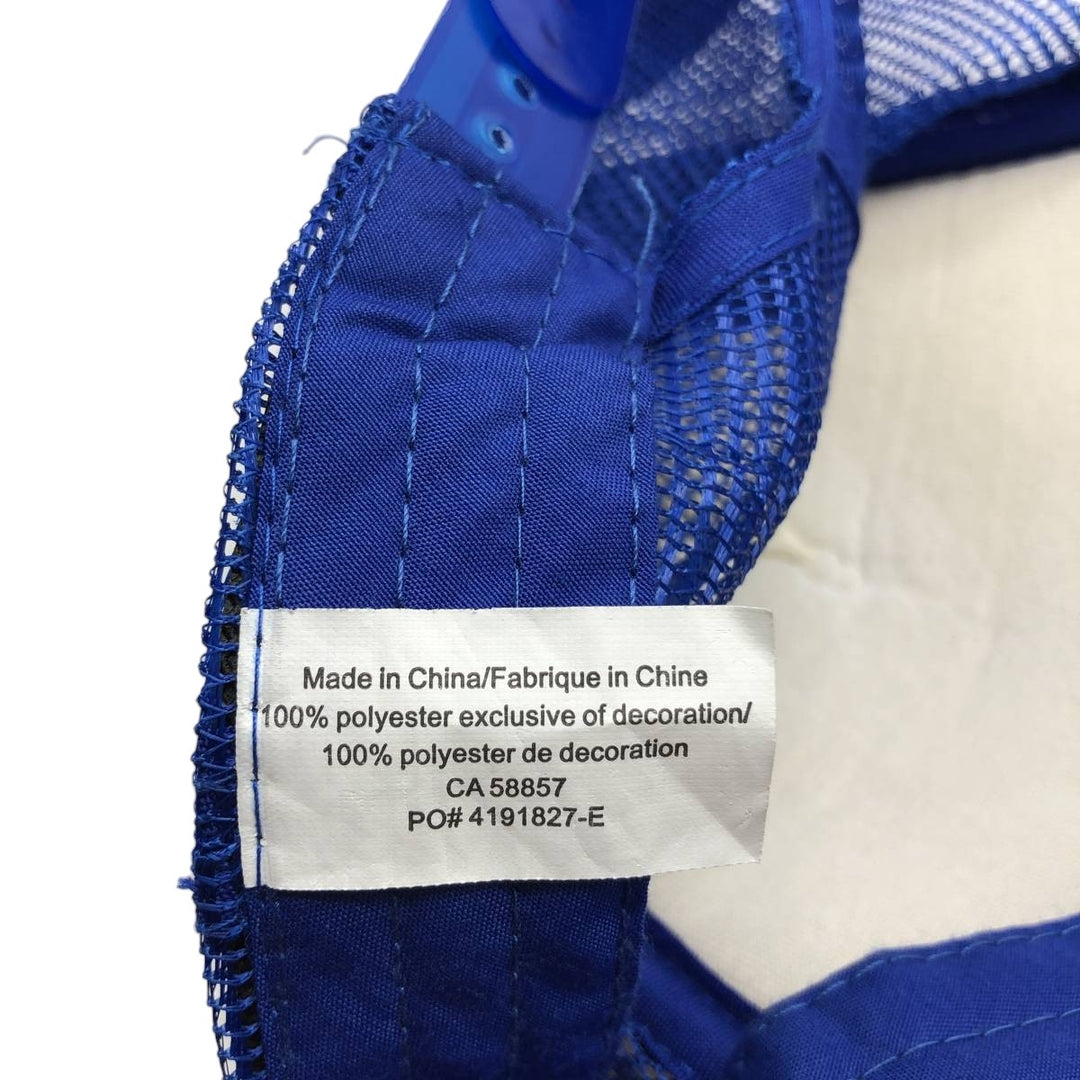 Made in China/Fabrique in Chine
100% polyester exclusive of decoration/
100% polyester de decoration
CA 58857
PO# 4191827-E